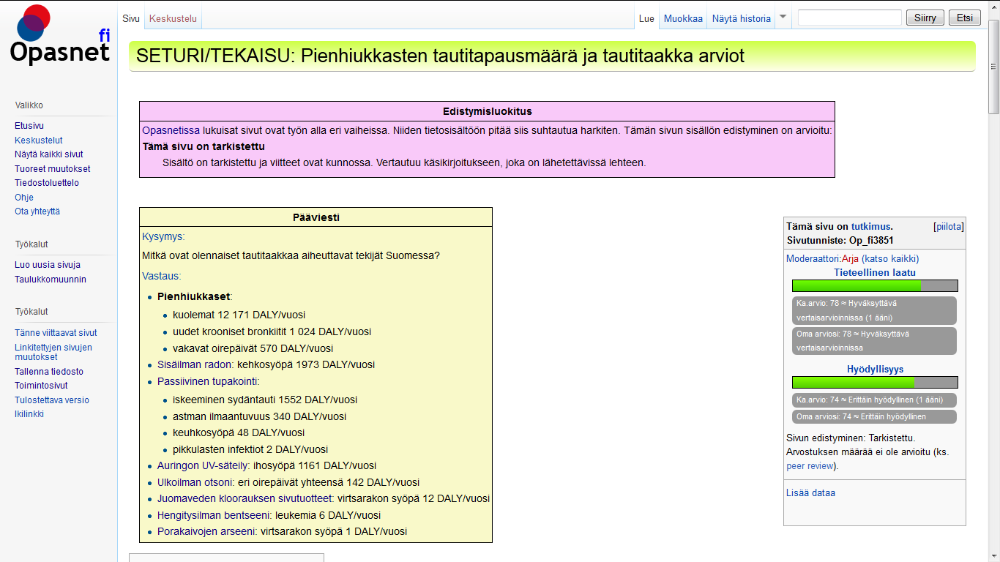 fi
Opasnet
Sivu
Keskustelu
Lue
Muokkaa
Näytä historia
Siirry
Etsi
SETURI/TEKAISU: Pienhiukkasten tautitapausmäärä ja tautitaakka arviot
Valikko
Etusivu
Keskustelut
Näytä kaikki sivut
Tuoreet muutokset
Tiedostoluettelo
Ohje
Ota yhteyttä
Työkalut
Luo uusia sivuja
Taulukkomuunnin
Työkalut
Tänne viittaavat sivut
Linkitettyjen sivujen
muutokset
Tallenna tiedosto
Toimintosivut
Tulostettava versio
Ikilinkki
Edistymisluokitus
Opasnetissa lukuisat sivut ovat työn alla eri vaiheissa. Niiden tietosisältöön pitää siis suhtautua harkiten. Tämän sivun sisällön edistyminen on arvioitu:
Tämä sivu on tarkistettu
Sisältö on tarkistettu ja viitteet ovat kunnossa. Vertautuu käsikirjoitukseen, joka on lähetettävissä lehteen.
Pääviesti
Kysymys:
Mitkä ovat olennaiset tautitaakkaa aiheuttavat tekijät Suomessa?
Vastaus:
Pienhiukkaset:
kuolemat 12 171 DALY/vuosi
uudet krooniset bronkiitit 1 024 DALY/vuosi
vakavat oirepäivät 570 DALY/vuosi
Sisäilman radon: kehkosyöpä 1973 DALY/vuosi
Passiivinen tupakointi:
iskeeminen sydäntauti 1552 DALY/vuosi
astman ilmaantuvuus 340 DALY/vuosi
keuhkosyöpä 48 DALY/vuosi
pikkulasten infektiot 2 DALY/vuosi
Auringon UV-säteily: ihosyöpä 1161 DALY/vuosi
Ulkoilman otsoni: eri oirepäivät yhteensä 142 DALY/vuosi
Juomaveden kloorauksen sivutuotteet: virtsarakon syöpä 12 DALY/vuosi
Hengitysilman bentseeni: leukemia 6 DALY/vuosi
Porakaivojen arseeni: virtsarakon syöpä 1 DALY/vuosi
Tämä sivu on tutkimus. [piilota]
Sivutunniste: Op_fi3851
Moderaattori:Arja (katso kaikki)
Tieteellinen laatu
Ka.arvio: 78 ≈ Hyväksyttävä
vertaisarvioinnissa (1 ääni)
Oma arviosi: 78 ≈ Hyväksyttävä
vertaisarvioinnissa
Hyödyllisyys
Ka.arvio: 74 ≈ Erittäin hyödyllinen (1 ääni)
Oma arviosi: 74 ≈ Erittäin hyödyllinen
Sivun edistyminen: Tarkistettu.
Arvostuksen määrää ei ole arvioitu (ks.
peer review).
Lisää dataa